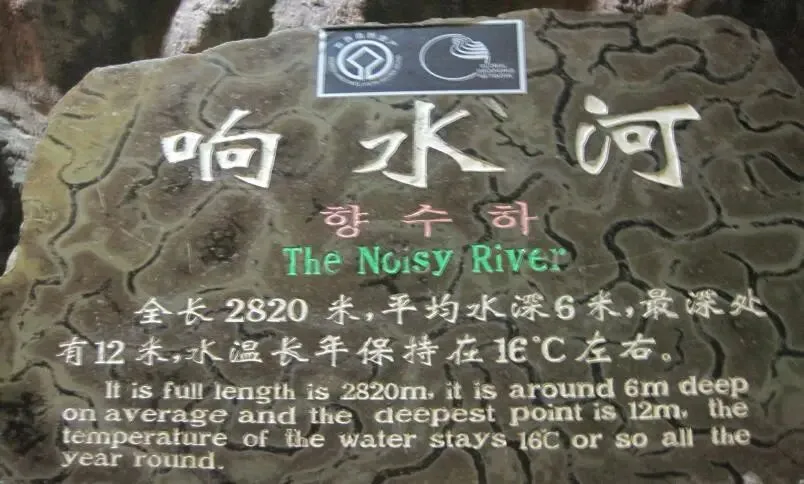 GLOBAL
NETWORK
响水河
향수하
The Noisy River
全长2820米,平均水深6米,最深处
有12米,水温长年保持在16℃左右。
It is full length is 2820m, it is around 6m deep
on average and the deepest point is 12m, the
temperature of the water stays 16℃ or so all the
year round.